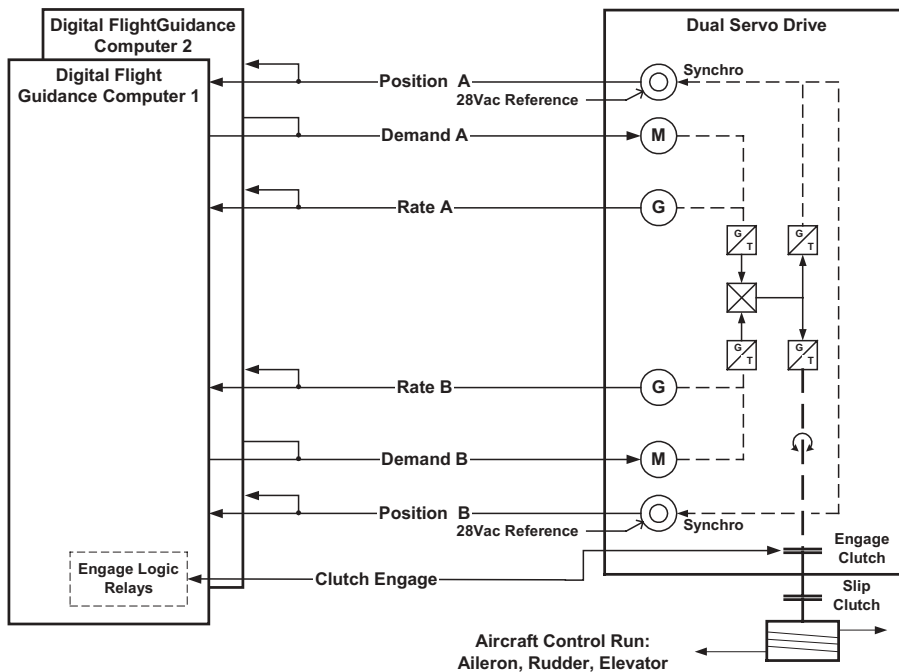 Digital FlightGuidance
Computer 2
Digital Flight
Guidance Computer 1
Dual Servo Drive
Position A
Synchro
28Vac Reference
Demand A
M
Rate A
G
G
T
G
T
G
T
G
T
Rate B
G
Demand B
M
Position B
28Vac Reference
Synchro
Engage Logic
Relays
Clutch Engage
Engage
Clutch
Slip
Clutch
Aircraft Control Run:
Aileron, Rudder, Elevator